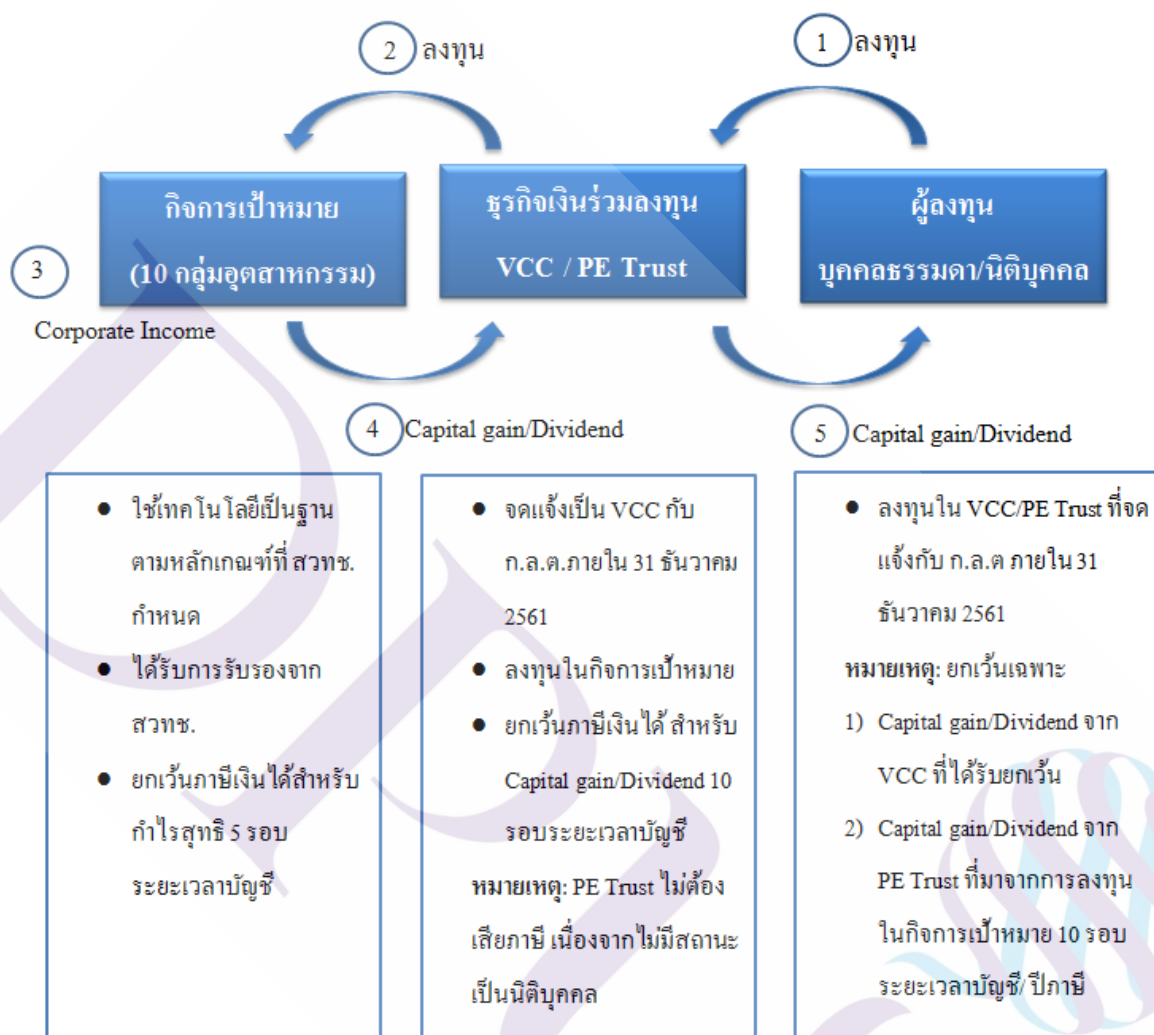 2 ลงทุน
1 ลงทุน
กิจการเป้าหมาย
(10 กลุ่มอุตสาหกรรม)
ธุรกิจเงินร่วมลงทุน
VCC / PE Trust
ผู้ลงทุน
บุคคลธรรมดา/นิติบุคคล
3
Corporate Income
4 Capital gain/Dividend
5 Capital gain/Dividend
● ใช้เทคโนโลยีเป็นฐาน
ตามหลักเกณฑ์ที่ สวทช.
กำหนด
● ได้รับการรับรองจาก
สวทช.
● ยกเว้นภาษีเงินได้สำหรับ
กำไรสุทธิ 5 รอบ
ระยะเวลาบัญชี
● จดแจ้งเป็น VCC กับ
ก.ล.ต.ภายใน 31 ธันวาคม
2561
● ลงทุนในกิจการเป้าหมาย
● ยกเว้นภาษีเงินได้ สำหรับ
Capital gain/Dividend 10
รอบระยะเวลาบัญชี
หมายเหตุ: PE Trust ไม่ต้อง
เสียภาษี เนื่องจากไม่มีสถานะ
เป็นนิติบุคคล
● ลงทุนใน VCC/PE Trust ที่จด
แจ้งกับ ก.ล.ต ภายใน 31
ธันวาคม 2561
หมายเหตุ: ยกเว้นเฉพาะ
1) Capital gain/Dividend จาก
VCC ที่ได้รับยกเว้น
2) Capital gain/Dividend จาก
PE Trust ที่มาจากการลงทุน
ในกิจการเป้าหมาย 10 รอบ
ระยะเวลาบัญชี/ ปีภาษี